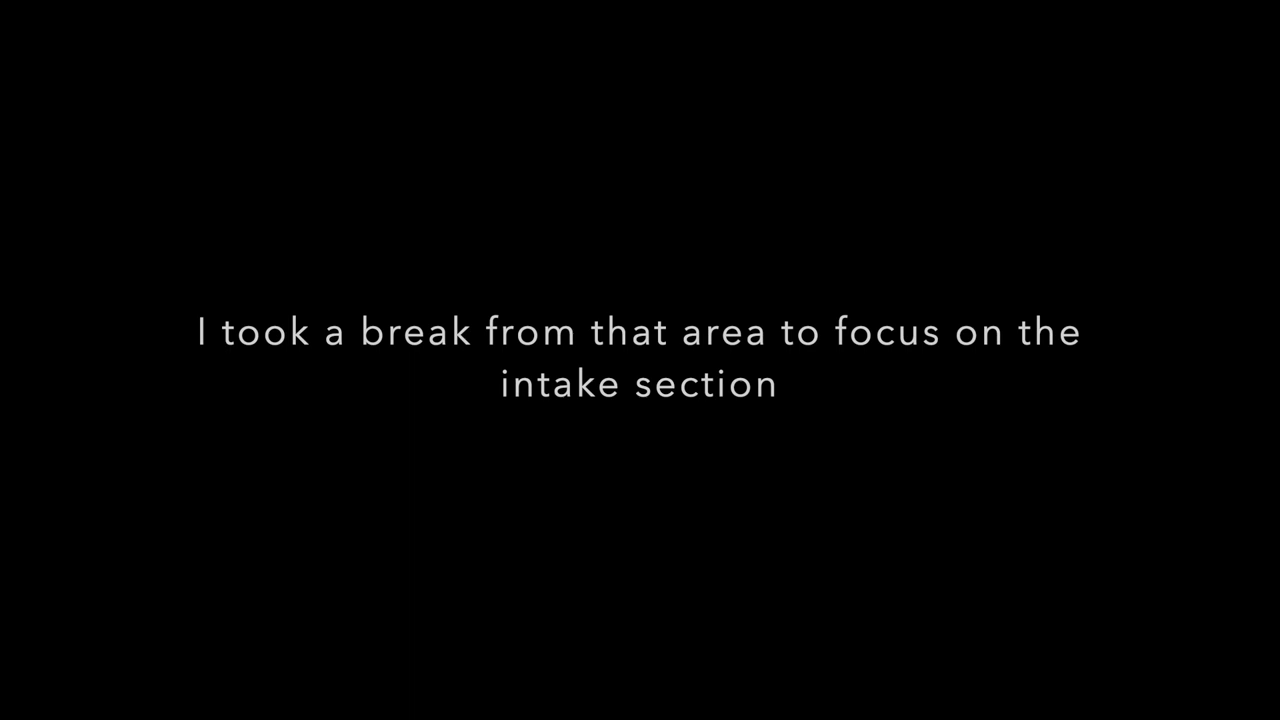 I took a break from that area to focus on the
intake section